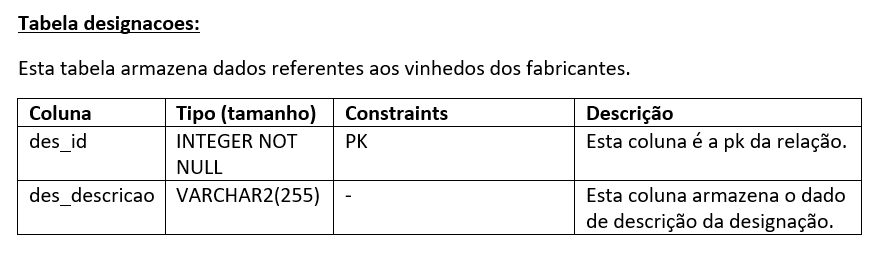 Tabela designacoes:
Esta tabela armazena dados referentes aos vinhedos dos fabricantes.
Coluna Tipo (tamanho) Constraints Descrição
des_id INTEGER NOT NULL PK Esta coluna é a pk da relação.
des_descricao VARCHAR2(255) - Esta coluna armazena o dado de descrição da designação.